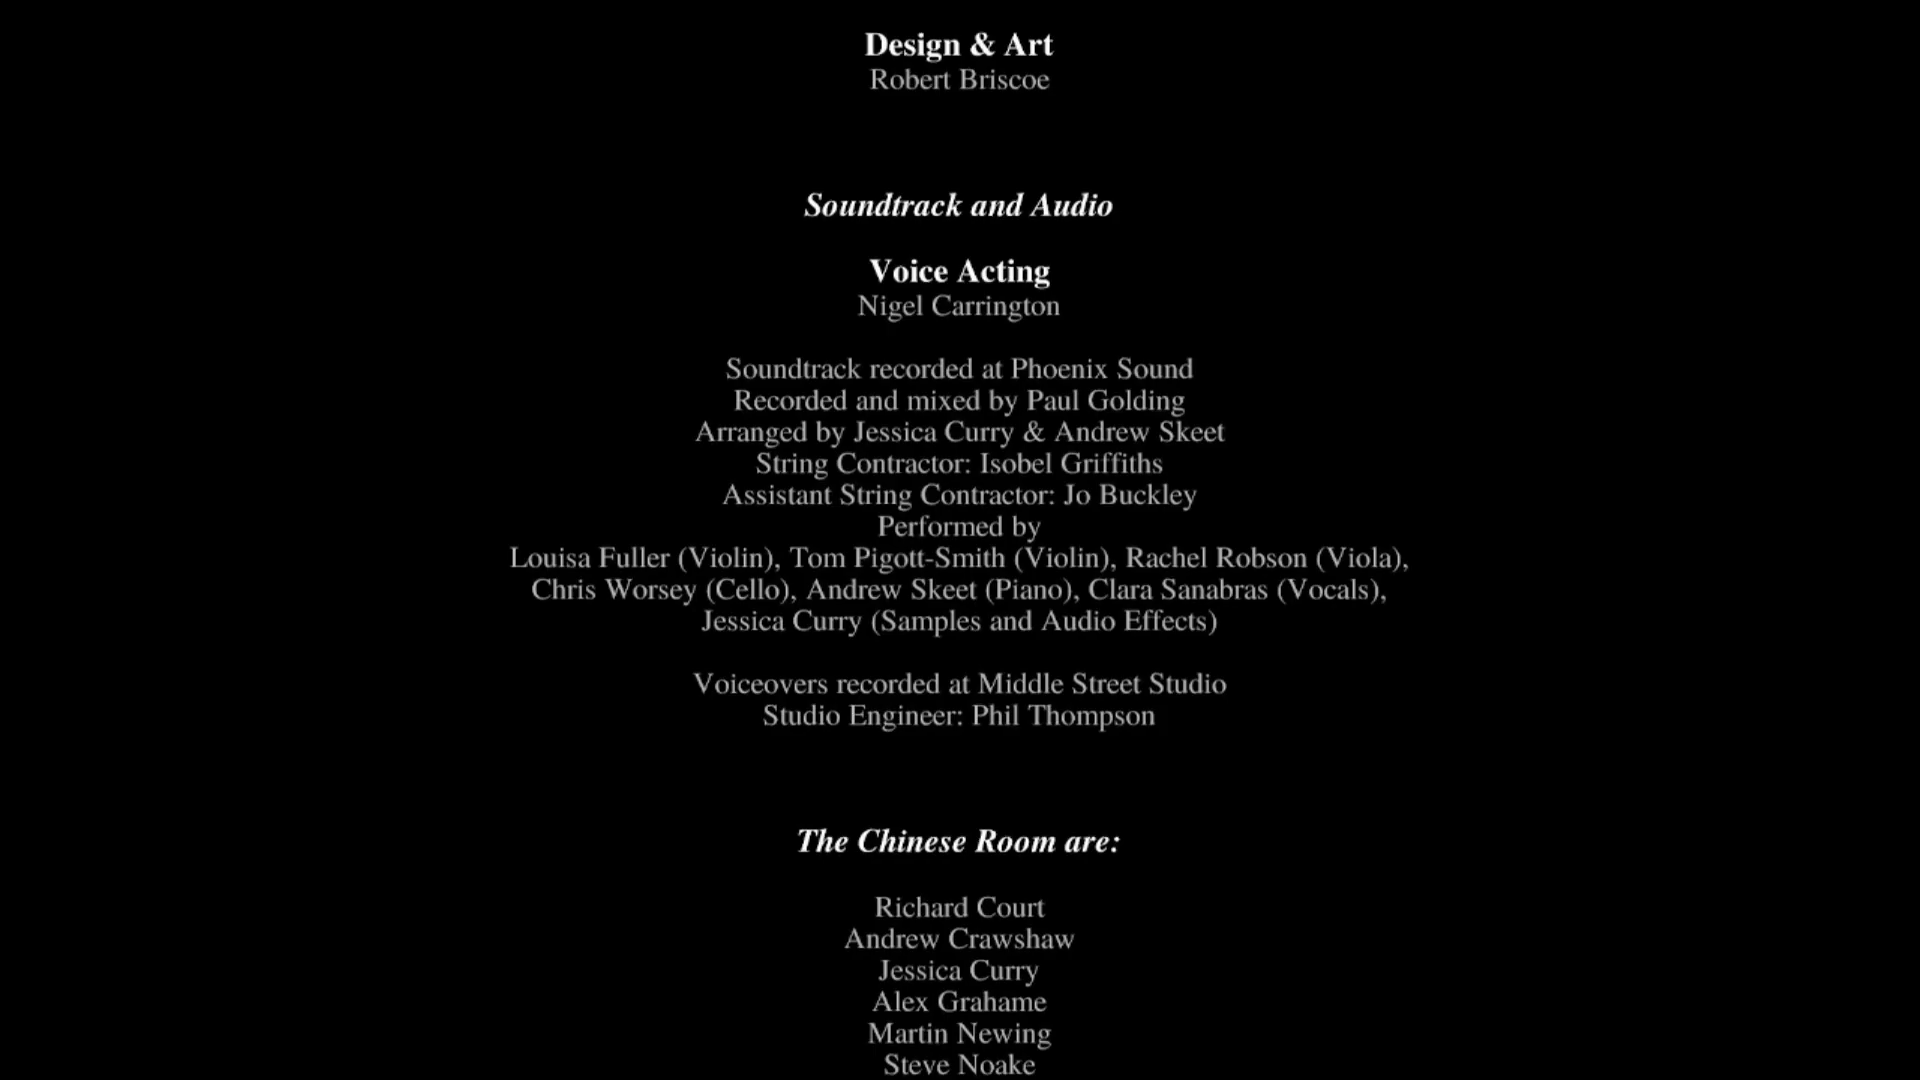 Design & Art
Robert Briscoe
Soundtrack and Audio
Voice Acting
Nigel Carrington
Soundtrack recorded at Phoenix Sound
Recorded and mixed by Paul Golding
Arranged by Jessica Curry & Andrew Skeet
String Contractor: Isobel Griffiths
Assistant String Contractor: Jo Buckley
Performed by
Louisa Fuller (Violin), Tom Pigott-Smith (Violin), Rachel Robson (Viola),
Chris Worsey (Cello), Andrew Skeet (Piano), Clara Sanabras (Vocals),
Jessica Curry (Samples and Audio Effects)
Voiceovers recorded at Middle Street Studio
Studio Engineer: Phil Thompson
The Chinese Room are:
Richard Court
Andrew Crawshaw
Jessica Curry
Alex Grahame
Martin Newing
Steve Noake